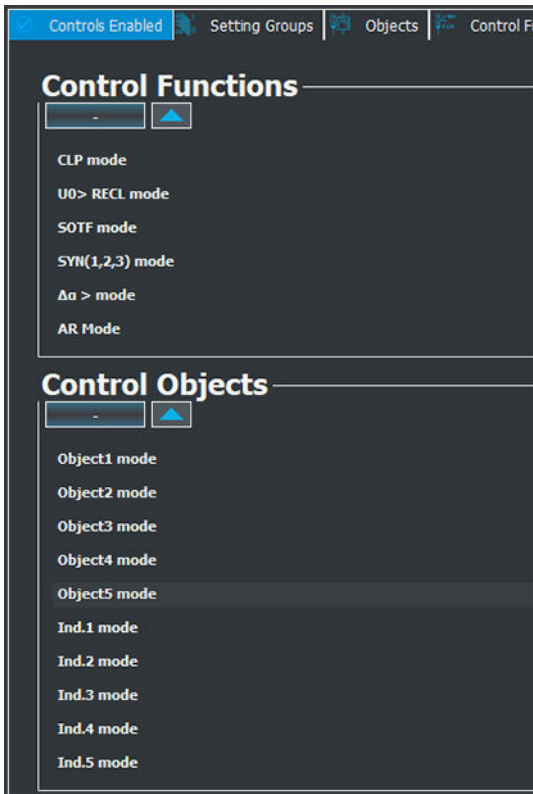 Controls Enabled Setting Groups Objects Control F
Control Functions
-
CLP mode
U0> RECL mode
SOTF mode
SYN(1,2,3) mode
Δα > mode
AR Mode
Control Objects
-
Object1 mode
Object2 mode
Object3 mode
Object4 mode
Object5 mode
Ind.1 mode
Ind.2 mode
Ind.3 mode
Ind.4 mode
Ind.5 mode